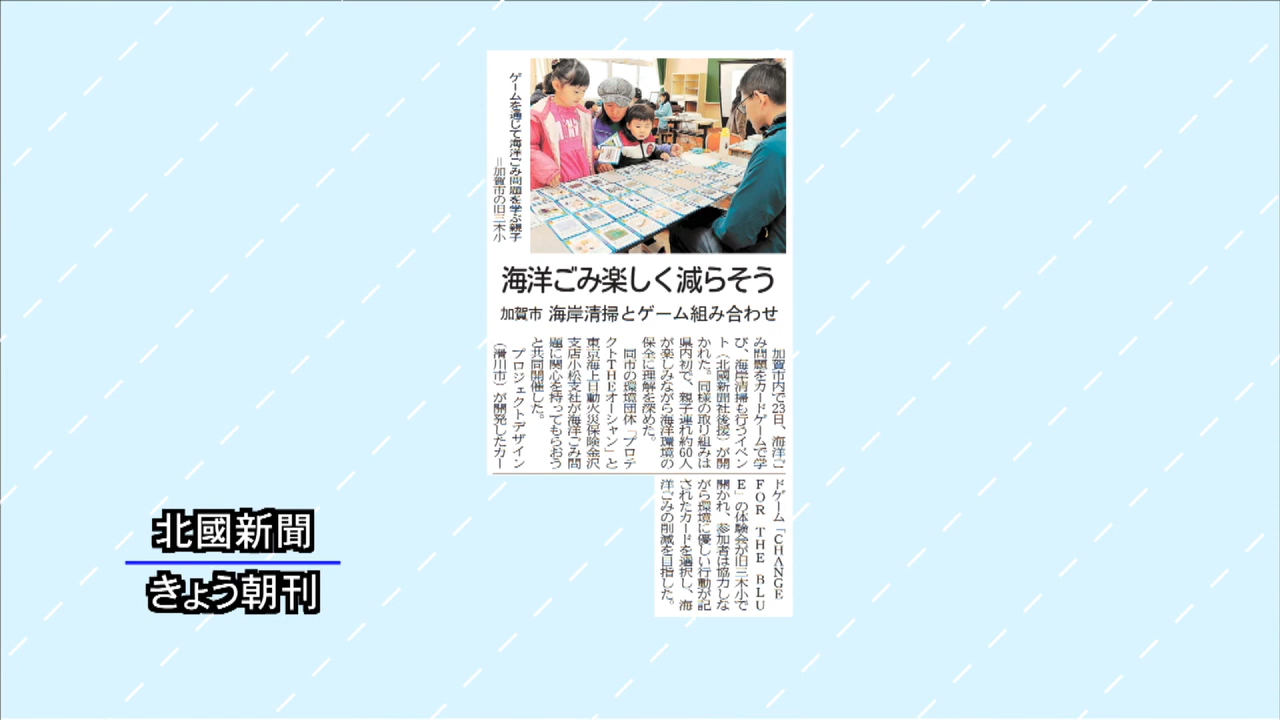 ゲームを通じて海洋ごみ問題を学ぶ親子
＝加賀市の旧三木小
海洋ごみ楽しく減らそう
加賀市 海岸清掃とゲーム組み合わせ
加賀市内で23日、海洋ご
み問題をカードゲームで学
び、海岸清掃も行うイベン
ト（北國新聞社後援）が開
かれた。同様の取り組みは
県内初で、親子連れ約60人
が楽しみながら海洋環境の
保全に理解を深めた。
同市の環境団体「プロテ
クトTHEオーシャン」と
東京海上日動火災保険金沢
支店小松支社が海洋ごみ問
題に関心を持ってもらおう
と共同開催した。
プロジェクトデザイン
（滑川市）が開発したカー
ドゲーム「CHANGE
FOR THE BLU
E」の体験会が旧三木小で
開かれ、参加者は協力しな
がら環境に優しい行動が記
されたカードを選択し、海
洋ごみの削減を目指した。
北國新聞
きょう朝刊